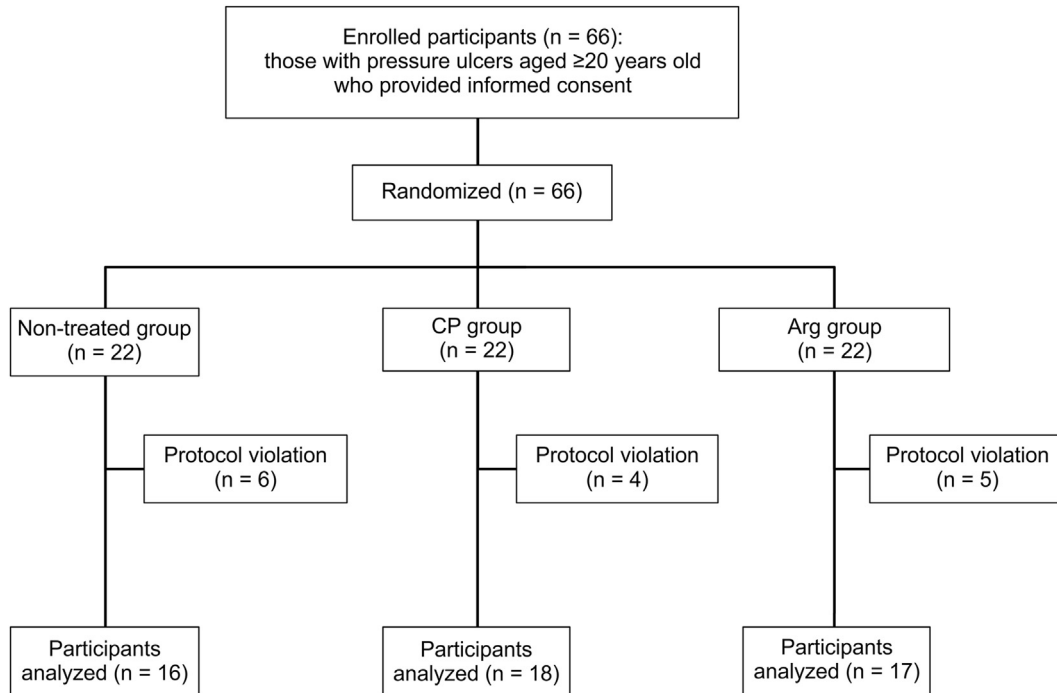 Enrolled participants (n = 66):
those with pressure ulcers aged ≥20 years old
who provided informed consent
Randomized (n = 66)
Non-treated group
(n = 22)
CP group
(n = 22)
Arg group
(n = 22)
Protocol violation
(n = 6)
Protocol violation
(n = 4)
Protocol violation
(n = 5)
Participants
analyzed (n = 16)
Participants
analyzed (n = 18)
Participants
analyzed (n = 17)